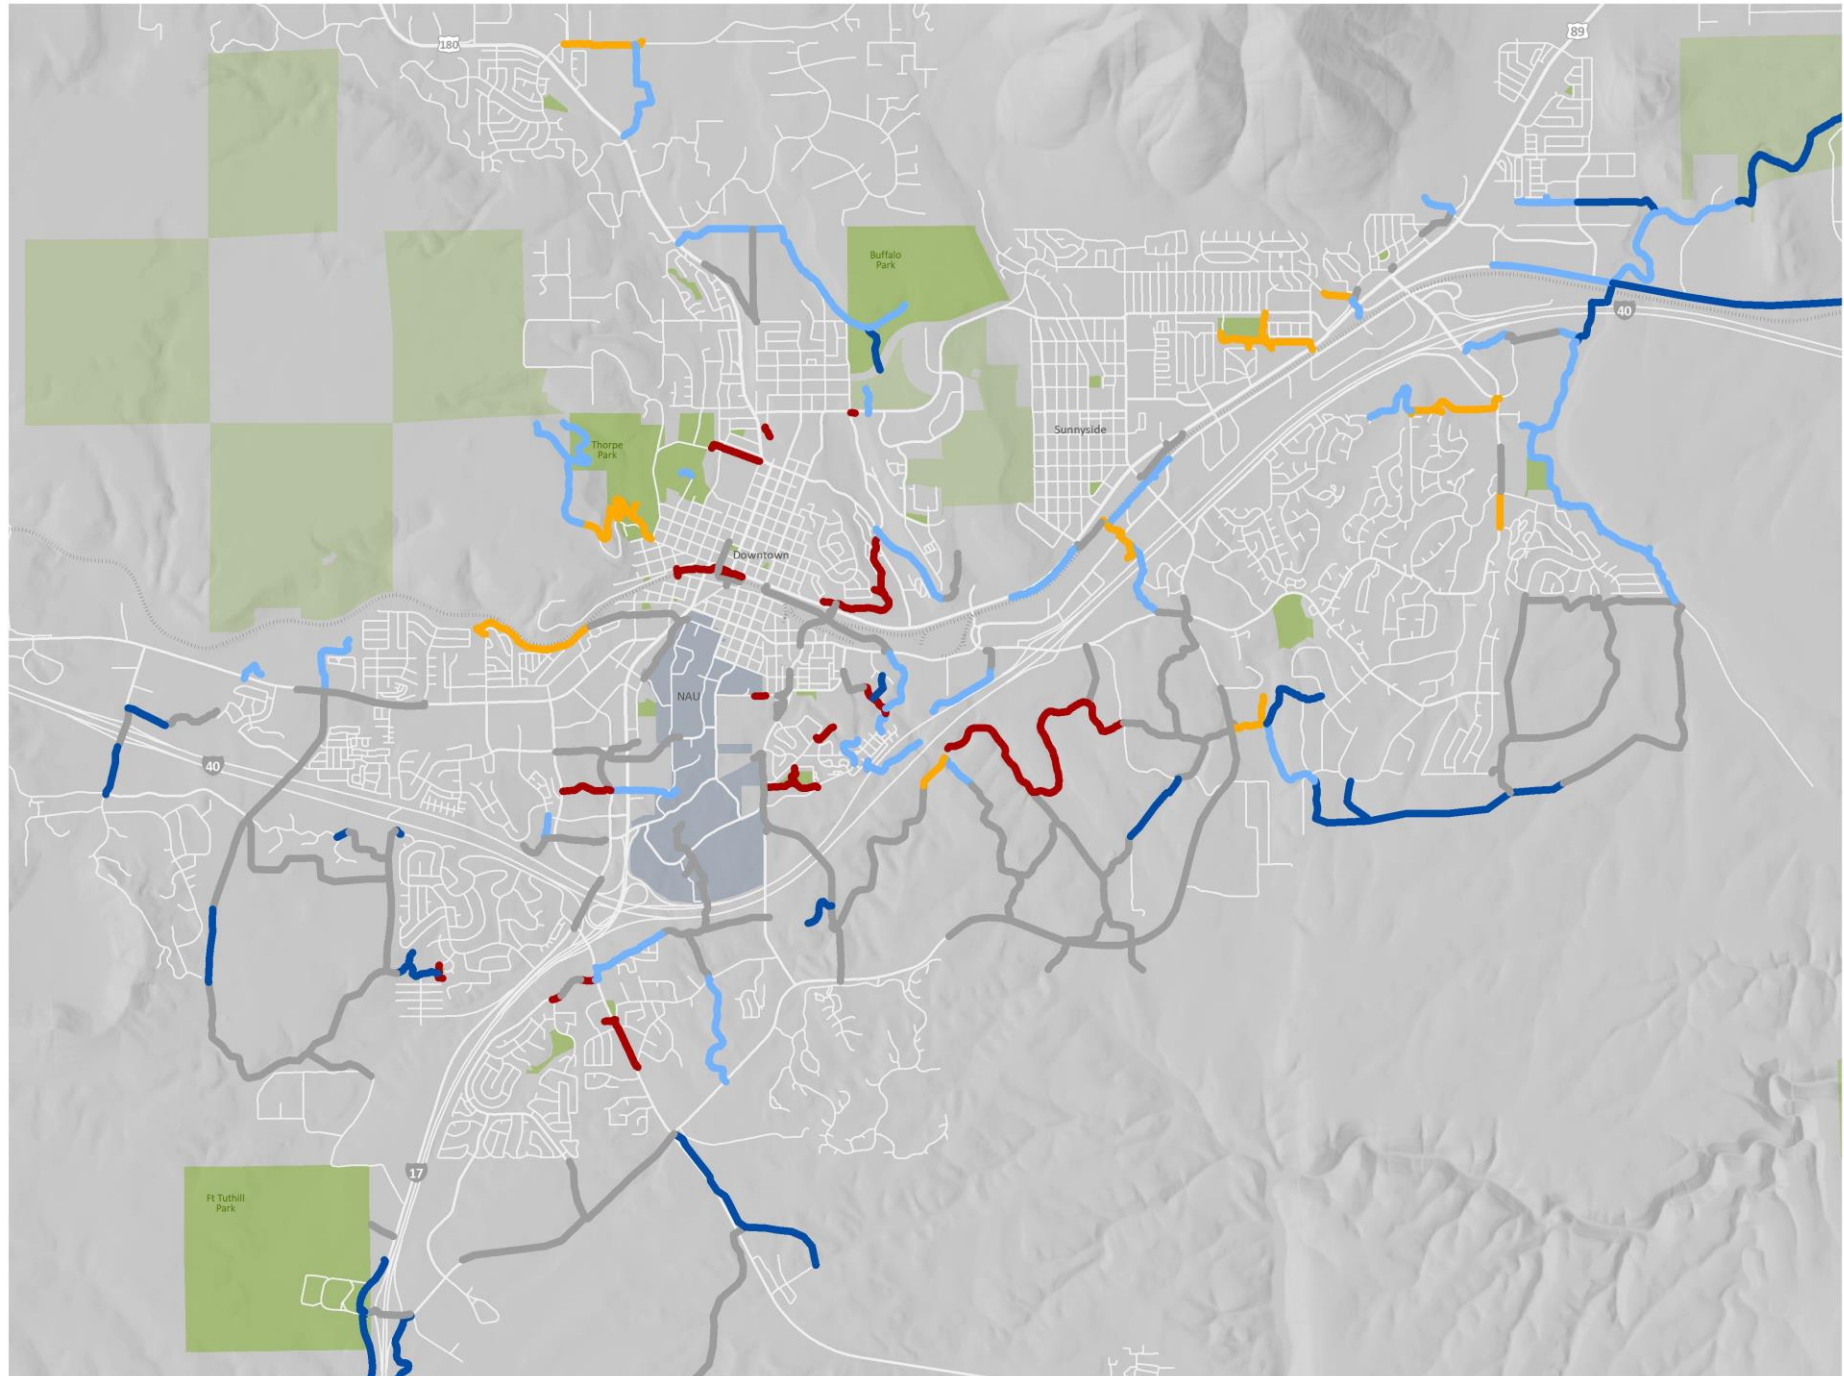 180
89
Buffalo
Park
40
Sunnyside
Thorpe
Park
Downtown
NAU
40
17
Ft Tuthill
Park